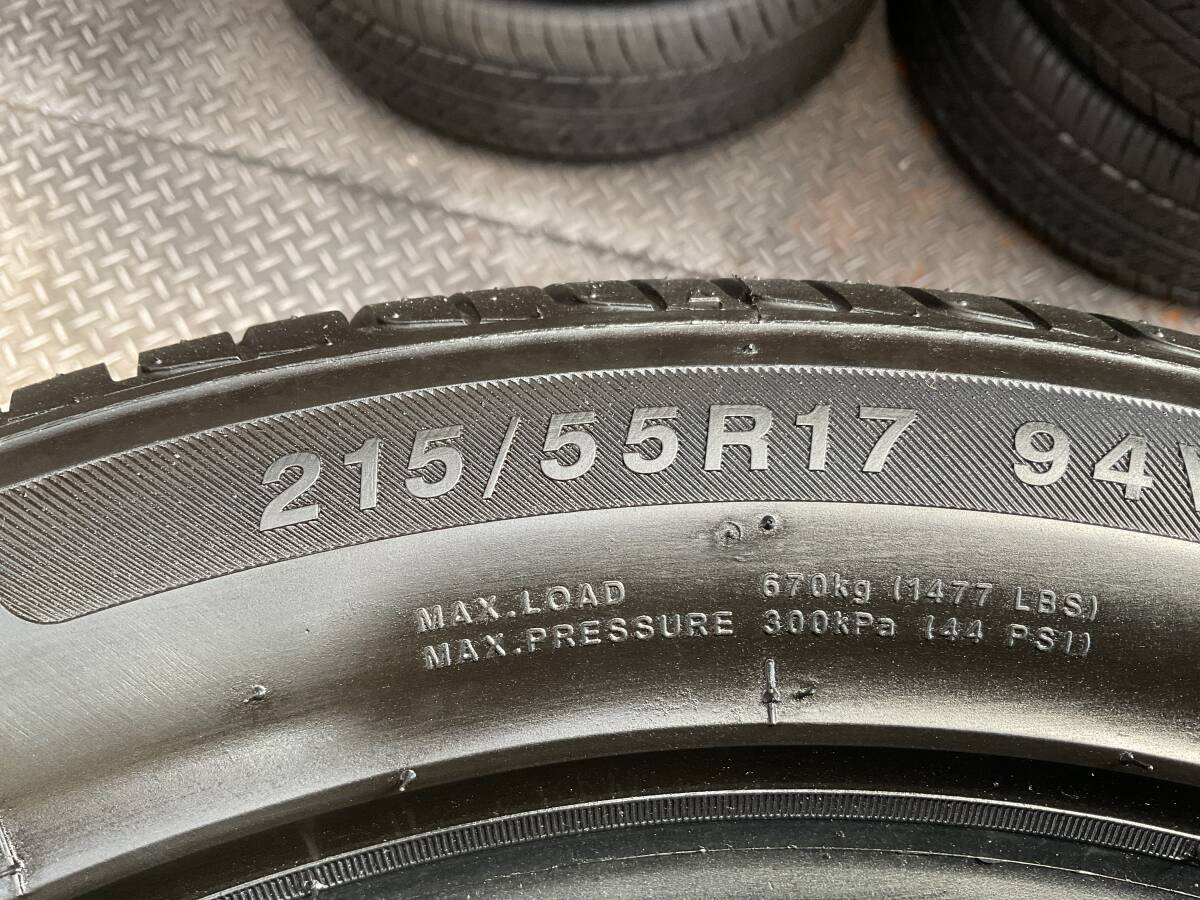 215/55R17 94
MAX.LOAD 670kg (1477 LBS)
MAX.PRESSURE 300kPa (44 PSI)